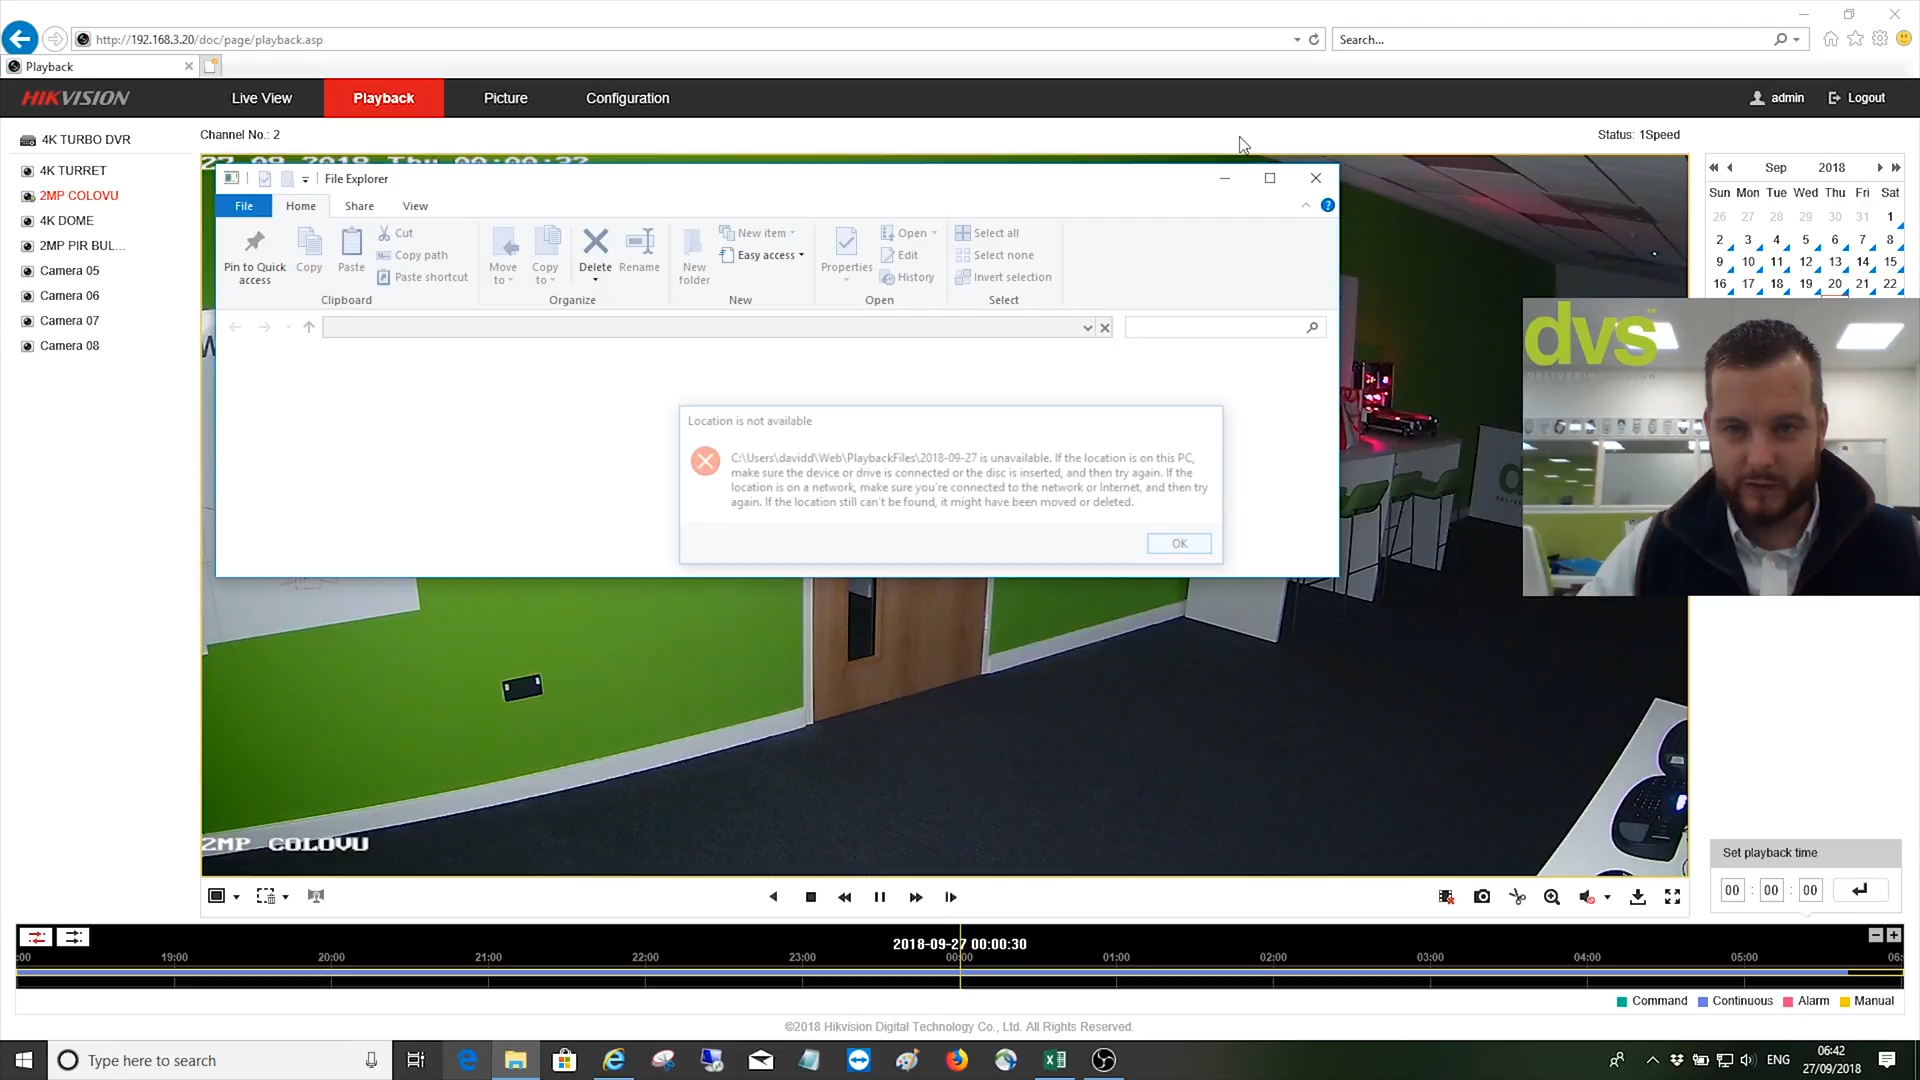 http://192.168.3.20/doc/page/playback.asp
Search...
Playback
HIKVISION
Live View
Playback
Picture
Configuration
admin
Logout
4K TURBO DVR
4K TURRET
2MP COLOVU
4K DOME
2MP PIR BUL...
Camera 05
Camera 06
Camera 07
Camera 08
Channel No.: 2
Status: 1Speed
27-09-2018 Thu 00:00:32
File Explorer
File
Home
Share
View
Pin to Quick access
Copy
Paste
Cut
Copy path
Paste shortcut
Clipboard
Move to
Copy to
Delete
Rename
Organize
New folder
New item
Easy access
New
Properties
Open
Edit
History
Open
Select all
Select none
Invert selection
Select
Location is not available
C:\Users\davidd\Web\PlaybackFiles\2018-09-27 is unavailable. If the location is on this PC,
make sure the device or drive is connected or the disc is inserted, and then try again. If the
location is on a network, make sure you're connected to the network or Internet, and then try
again. If the location still can't be found, it might have been moved or deleted.
OK
2MP COLOVU
Sep 2018
Sun Mon Tue Wed Thu Fri Sat
26 27 28 29 30 31 1
2 3 4 5 6 7 8
9 10 11 12 13 14 15
16 17 18 19 20 21 22
dvs
Set playback time
00 : 00 : 00
2018-09-27 00:00:30
:00 19:00 20:00 21:00 22:00 23:00 00:00 01:00 02:00 03:00 04:00 05:00 06:
Command Continuous Alarm Manual
©2018 Hikvision Digital Technology Co., Ltd. All Rights Reserved.
Type here to search
ENG
06:42
27/09/2018